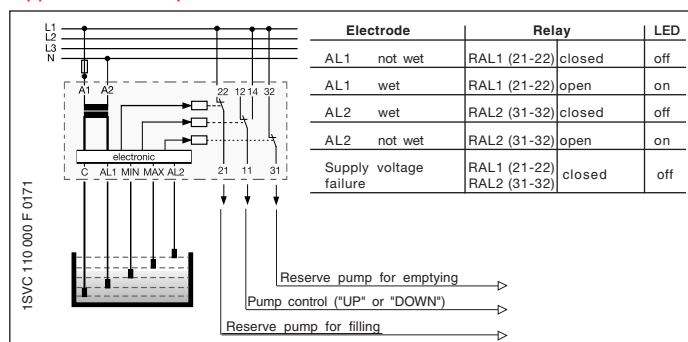 L1
L2
L3
N
A1 A2 22 12 14 32
electronic
C AL1 MIN MAX AL2 21 11 31
1SVC 110 000 F 0171
Reserve pump for emptying
Pump control ("UP" or "DOWN")
Reserve pump for filling
Electrode Relay LED
AL1 not wet RAL1 (21-22) closed off
AL1 wet RAL1 (21-22) open on
AL2 wet RAL2 (31-32) closed off
AL2 not wet RAL2 (31-32) open on
Supply voltage failure RAL1 (21-22) RAL2 (31-32) closed off